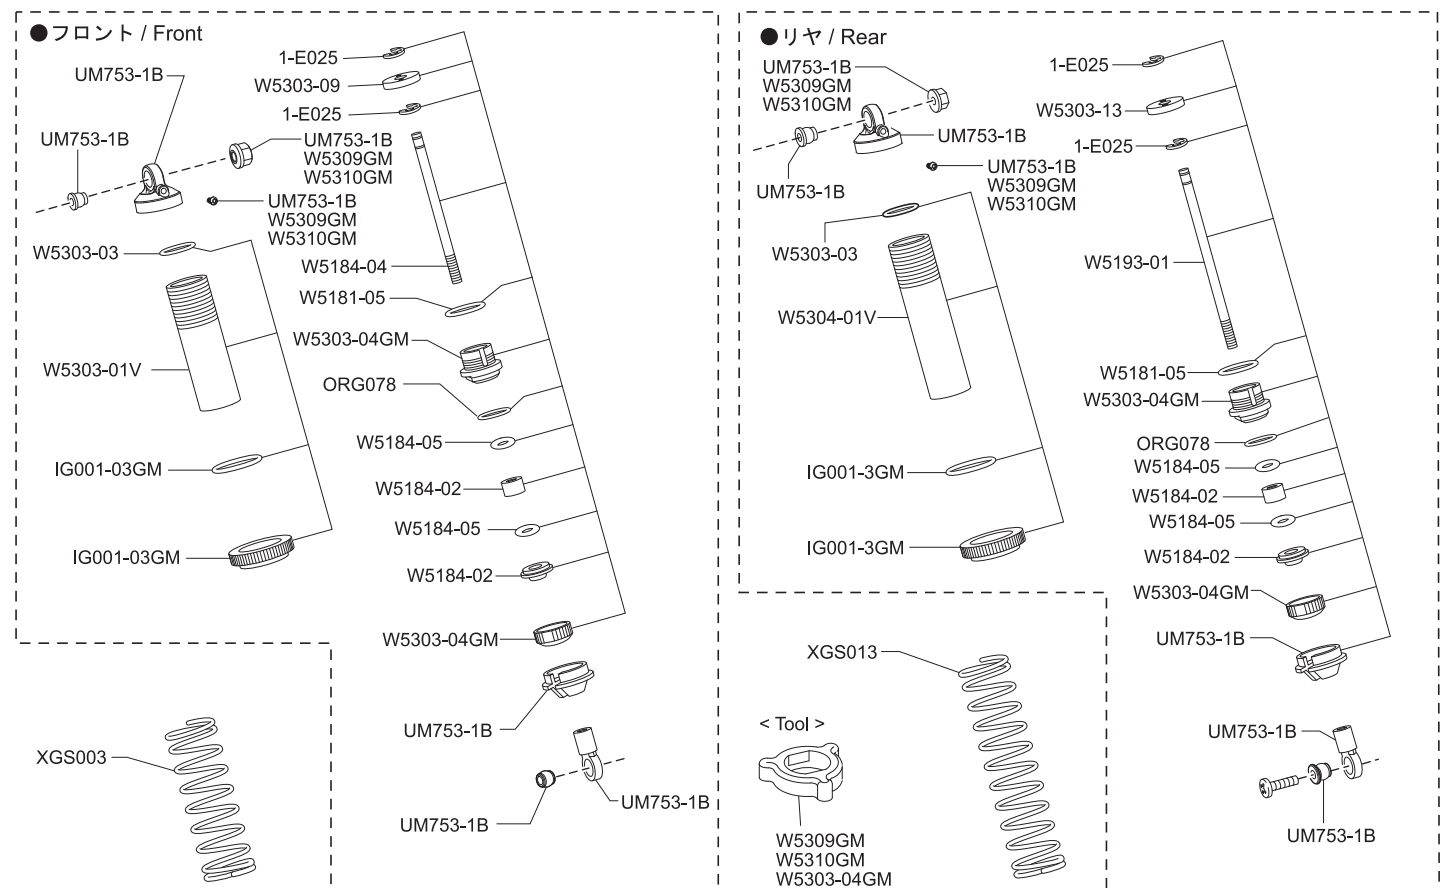 ●フロント / Front
UM753-1B
1-E025
W5303-09
1-E025
UM753-1B
UM753-1B
W5309GM
W5310GM
UM753-1B
W5309GM
W5310GM
W5303-03
W5184-04
W5181-05
W5303-04GM
W5303-01V
ORG078
W5184-05
IG001-03GM
W5184-02
W5184-05
IG001-03GM
W5184-02
W5303-04GM
UM753-1B
XGS003
UM753-1B
UM753-1B
●リヤ / Rear
UM753-1B
W5309GM
W5310GM
1-E025
W5303-13
UM753-1B
1-E025
UM753-1B
UM753-1B
W5309GM
W5310GM
W5303-03
W5193-01
W5304-01V
W5181-05
W5303-04GM
ORG078
W5184-05
IG001-3GM
W5184-02
W5184-05
IG001-3GM
W5184-02
W5303-04GM
UM753-1B
XGS013
UM753-1B
UM753-1B
< Tool >
W5309GM
W5310GM
W5303-04GM